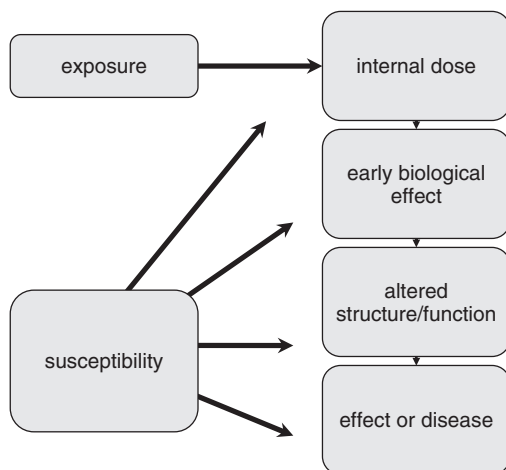 exposure
internal dose
early biological
effect
altered
structure/function
susceptibility
effect or disease